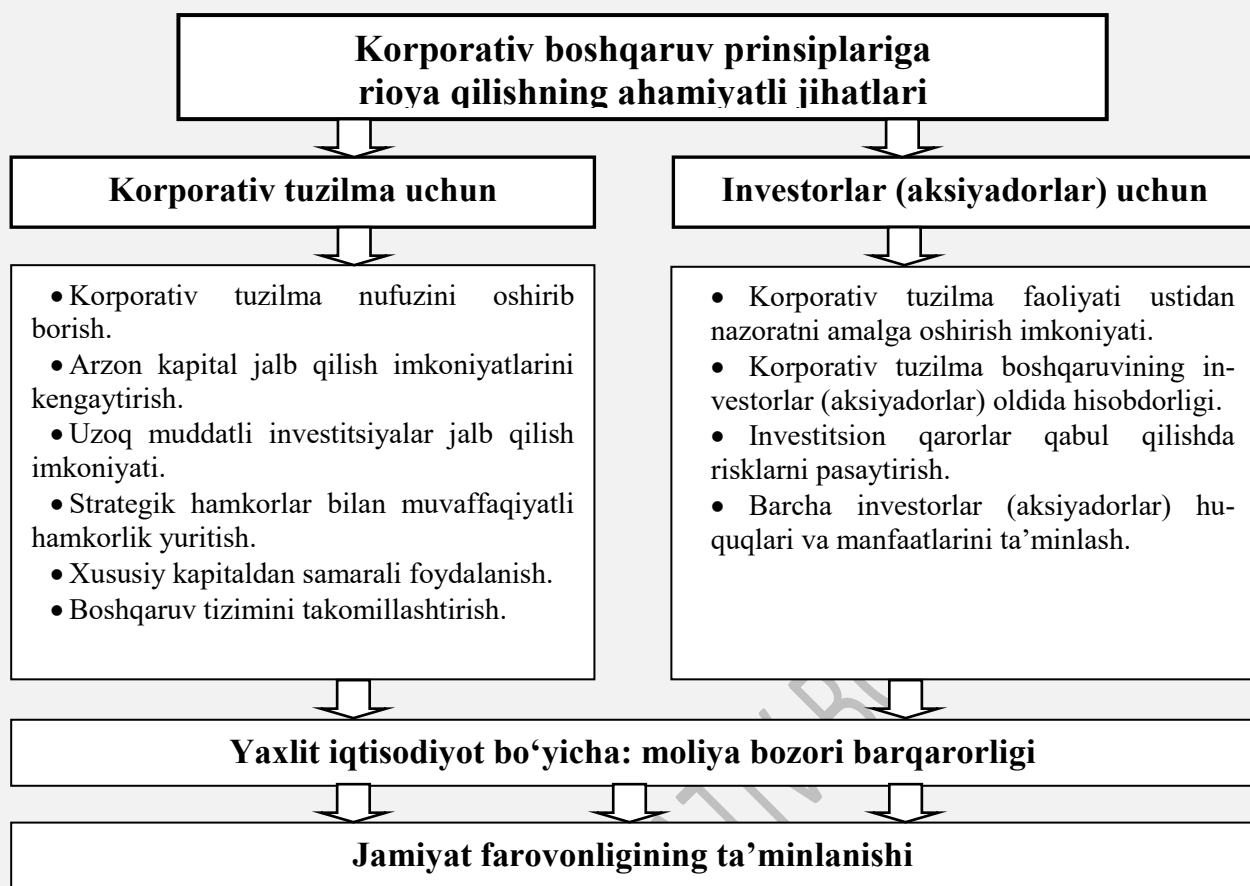 Korporativ boshqaruv prinsiplariga
rioya qilishning ahamiyatli jihatlari
Korporativ tuzilma uchun
• Korporativ tuzilma nufuzini oshirib
borish.
• Arzon kapital jalb qilish imkoniyatlarini
kengaytirish.
• Uzoq muddatli investitsiyalar jalb qilish
imkoniyati.
• Strategik hamkorlar bilan muvaffaqiyatli
hamkorlik yuritish.
• Xususiy kapitaldan samarali foydalanish.
• Boshqaruv tizimini takomillashtirish.
Investorlar (aksiyadorlar) uchun
• Korporativ tuzilma faoliyati ustidan
nazoratni amalga oshirish imkoniyati.
• Korporativ tuzilma boshqaruvining in-
vestorlar (aksiyadorlar) oldida hisobdorligi.
• Investitsion qarorlar qabul qilishda
risklarni pasaytirish.
• Barcha investorlar (aksiyadorlar) hu-
quqlari va manfaatlarini ta’minlash.
Yaxlit iqtisodiyot bo‘yicha: moliya bozori barqarorligi
Jamiyat farovonligining ta’minlanishi